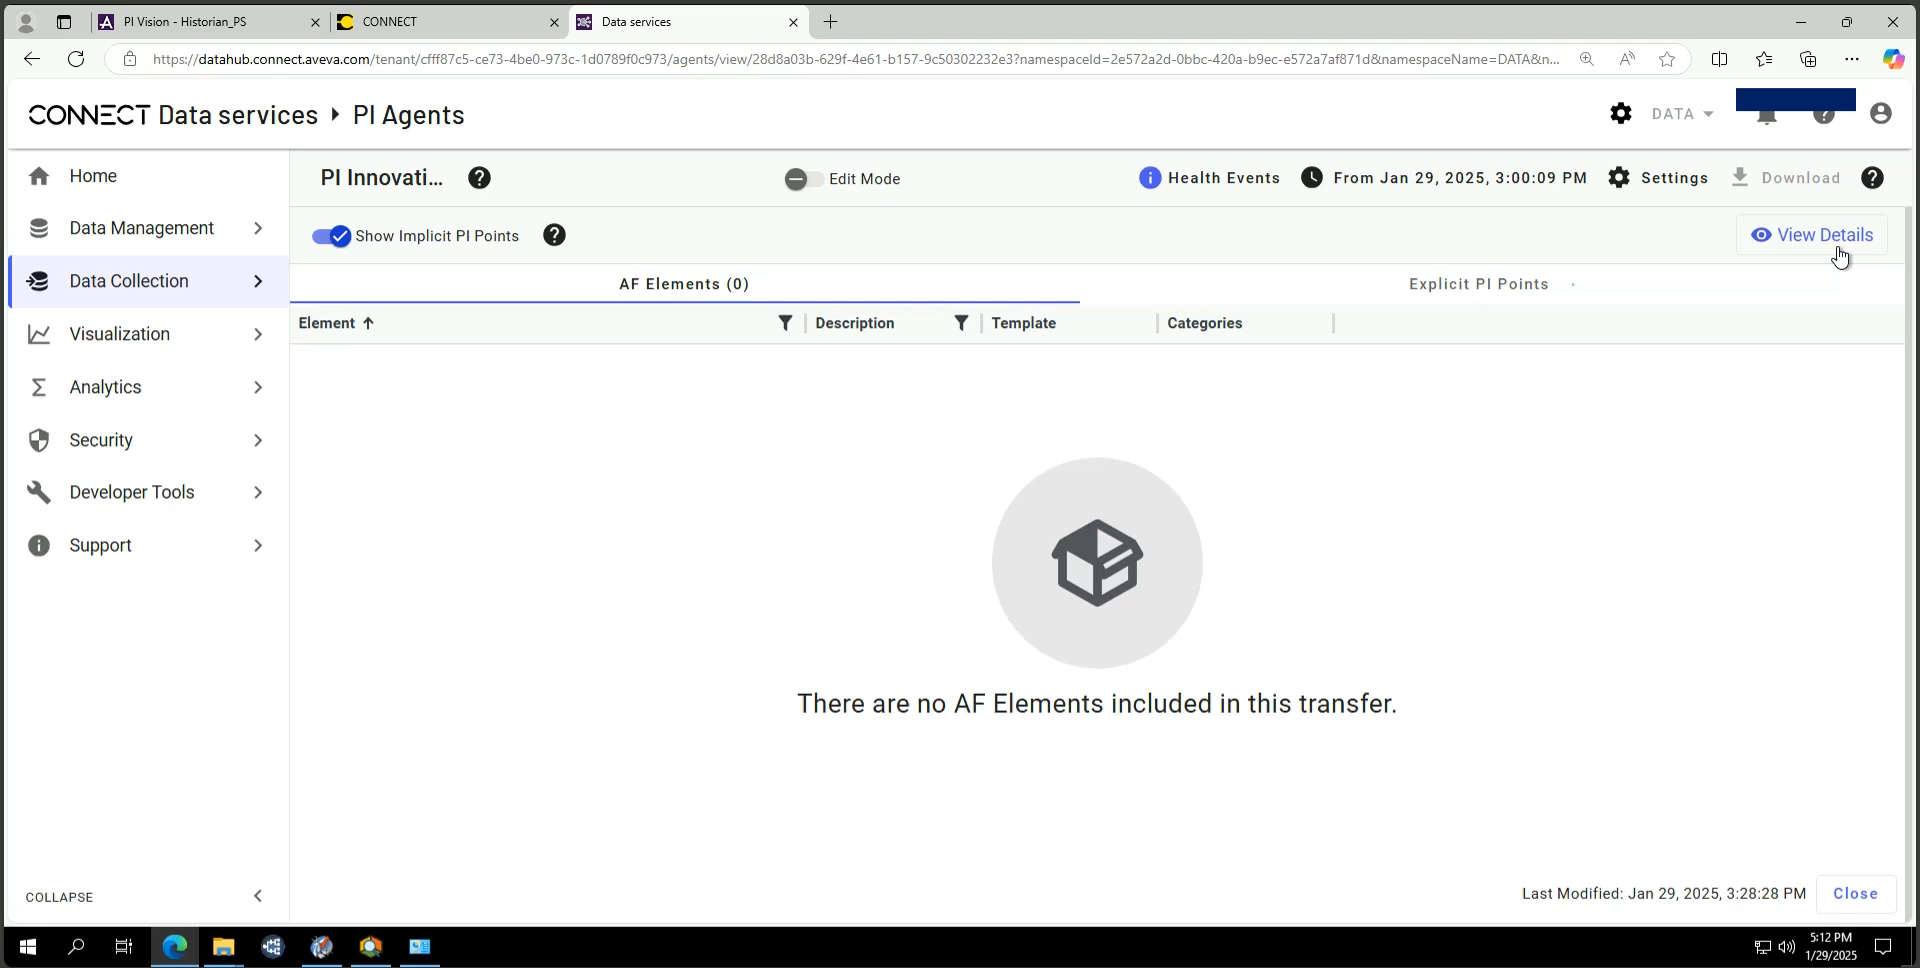 PI Vision - Historian_PS
CONNECT
Data services
https://datahub.connect.aveva.com/tenant/cfff87c5-ce73-4be0-973c-1d0789f0c973/agents/view/28d8a03b-629f-4e61-b157-9c50302232e3?namespaceId=2e572a2d-0bbc-420a-b9ec-e572a7af871d&namespaceName=DATA&n...
CONNECT Data services PI Agents
DATA
Home
PI Innovati...
Edit Mode
Health Events
From Jan 29, 2025, 3:00:09 PM
Settings
Download
Data Management
Show Implicit PI Points
View Details
Data Collection
AF Elements (0)
Explicit PI Points
Element
Description
Template
Categories
Visualization
Analytics
Security
Developer Tools
Support
There are no AF Elements included in this transfer.
COLLAPSE
Last Modified: Jan 29, 2025, 3:28:28 PM
Close
5:12 PM
1/29/2025